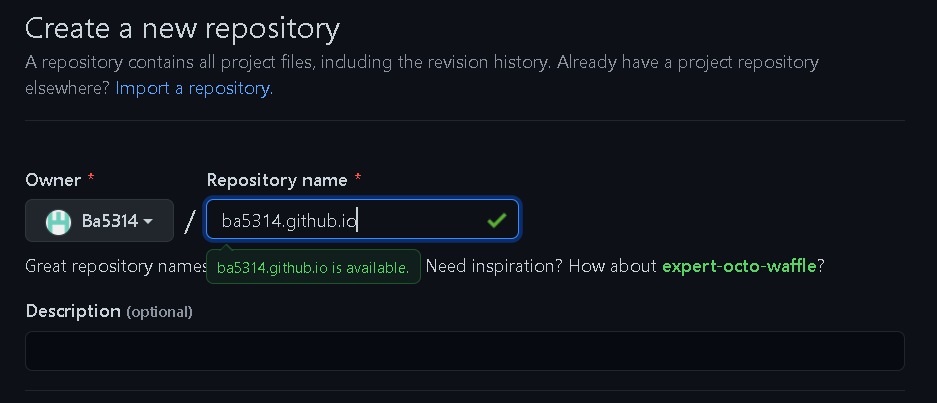 Create a new repository
A repository contains all project files, including the revision history. Already have a project repository
elsewhere? Import a repository.
Owner * Repository name *
Ba5314 / ba5314.github.io
ba5314.github.io is available.
Great repository names Need inspiration? How about expert-octo-waffle?
Description (optional)